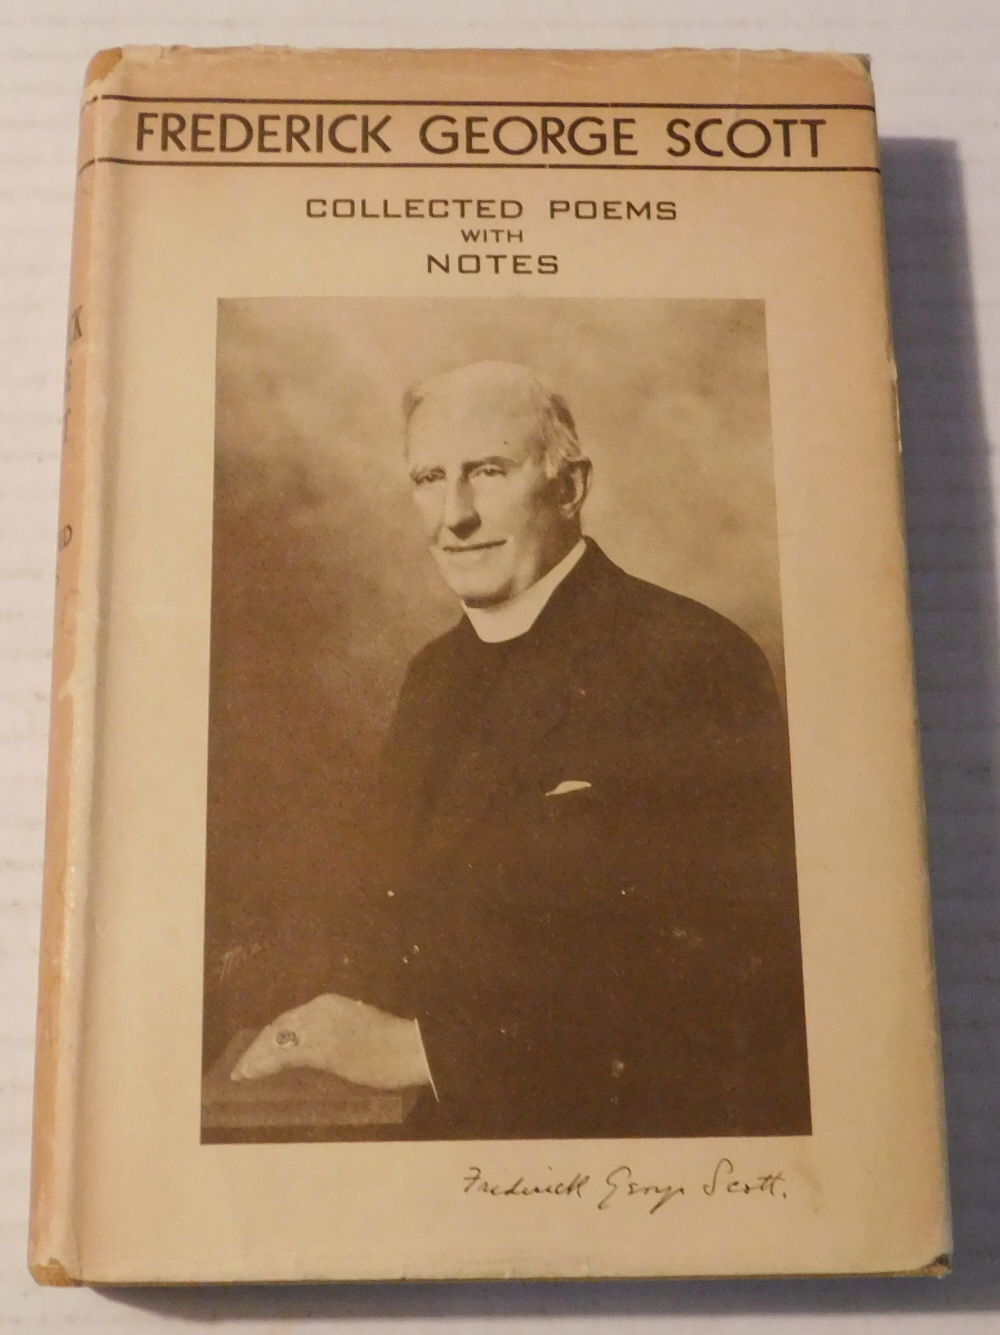 FREDERICK GEORGE SCOTT
COLLECTED POEMS
WITH
NOTES
Frederick George Scott.